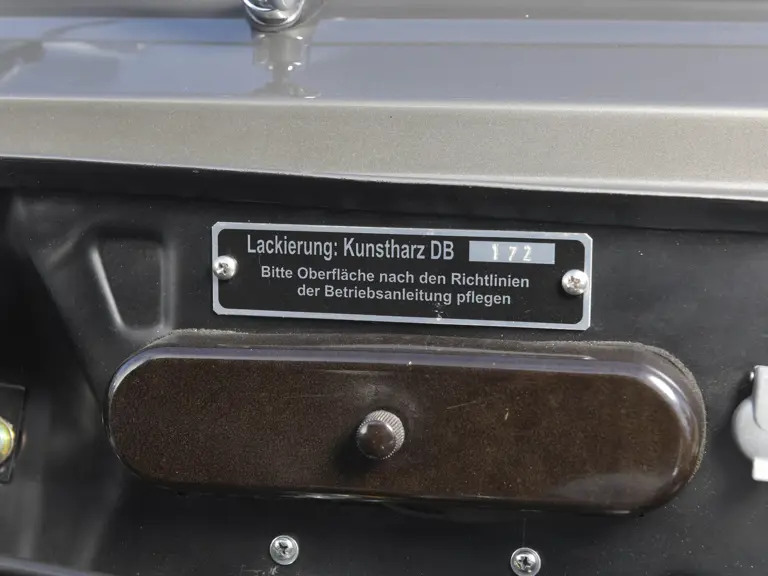 Lackierung: Kunstharz DB 172
Bitte Oberfläche nach den Richtlinien
der Betriebsanleitung pflegen